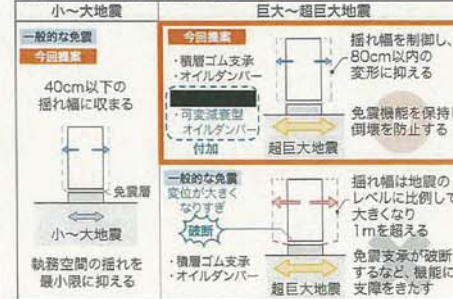 小～大地震
巨大～超巨大地震
一般的な免震
今回提案
40cm以下の
揺れ幅に収まる
免震層
小～大地震
執務空間の揺れを
最小限に抑える
今回提案
・積層ゴム支承
・オイルダンパー
・可変減衰型
オイルダンパー
付加
超巨大地震
揺れ幅を制御し、
80cm以内の
変形に抑える
免震機能を保持し
倒壊を防止する
一般的な免震
変位が大きく
なりすぎ
破断
・積層ゴム支承
・オイルダンパー
超巨大地震
揺れ幅は地震の
レベルに比例して
大きくなり
1mを超える
免震支承が破断
するなど、機能に
支障をきたす